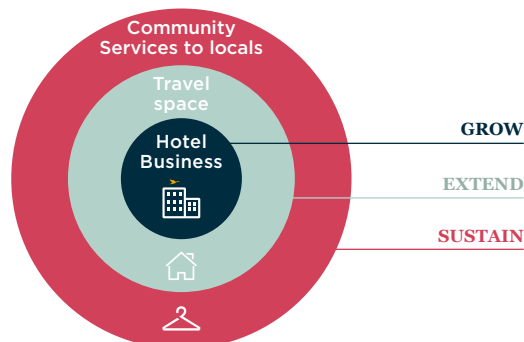 Community
Services to locals
Travel
space
Hotel
Business
GROW
EXTEND
SUSTAIN